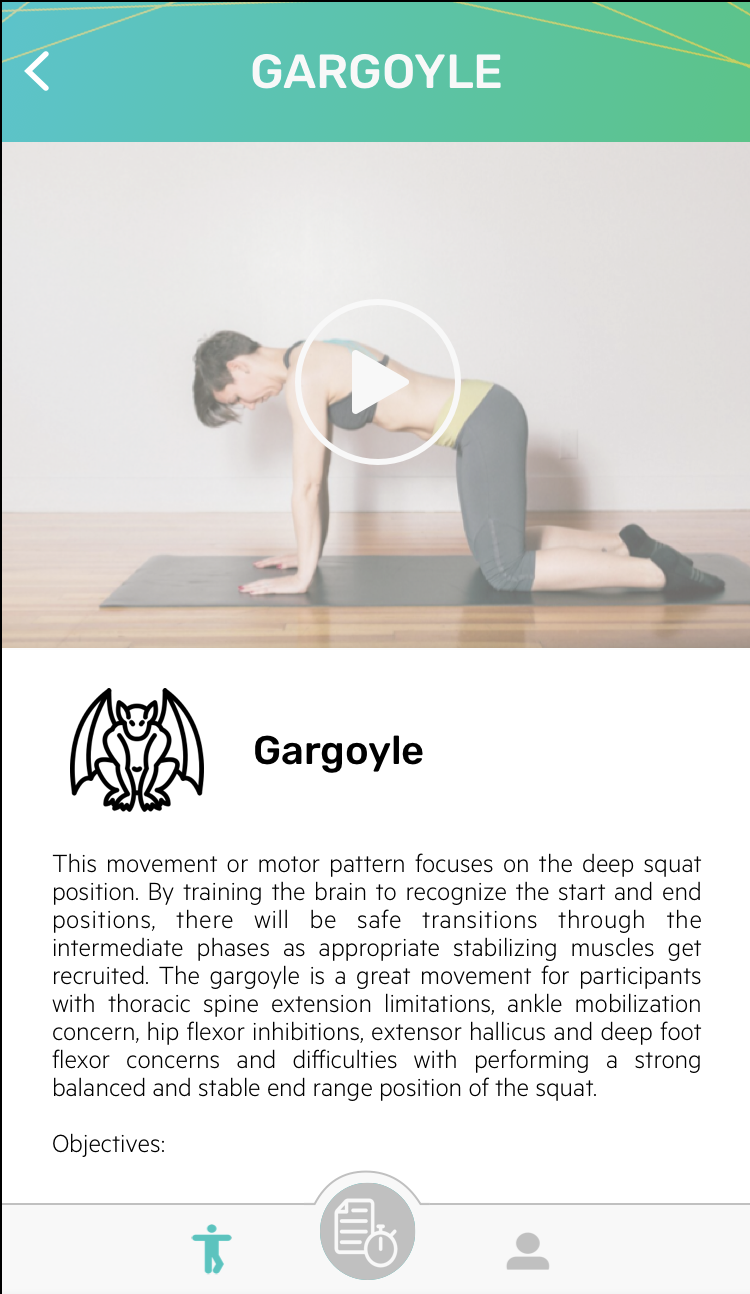 GARGOYLE
Gargoyle
This movement or motor pattern focuses on the deep squat
position. By training the brain to recognize the start and end
positions, there will be safe transitions through the
intermediate phases as appropriate stabilizing muscles get
recruited. The gargoyle is a great movement for participants
with thoracic spine extension limitations, ankle mobilization
concern, hip flexor inhibitions, extensor hallicus and deep foot
flexor concerns and difficulties with performing a strong
balanced and stable end range position of the squat.
Objectives: